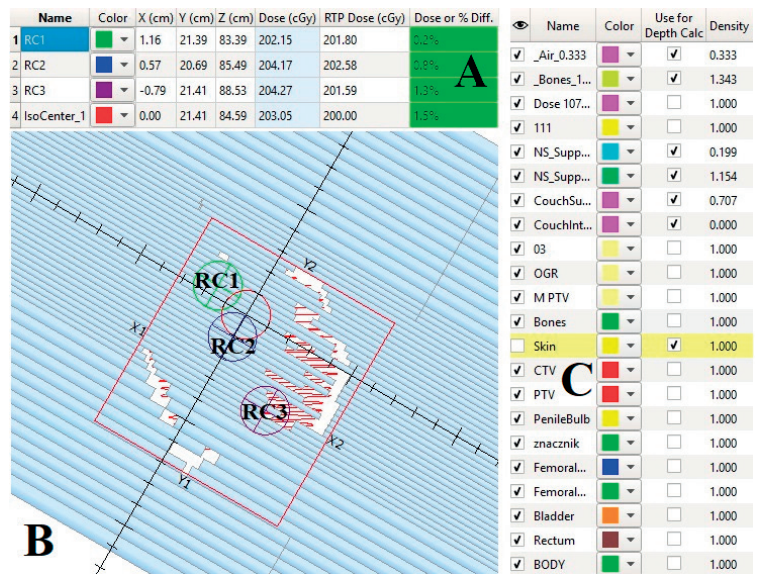 Name Color X (cm) Y (cm) Z (cm) Dose (cGy) RTP Dose (cGy) Dose or % Diff.
1 RC1 1.16 21.39 83.39 202.15 201.80 0.2%
2 RC2 0.57 20.69 85.49 204.17 202.58 0.8%
3 RC3 -0.79 21.41 88.53 204.27 201.59 1.3%
4 IsoCenter_1 0.00 21.41 84.59 203.05 200.00 1.5%
A
Y2
RC1
X1
RC2
RC3
X2
Y1
B
Name Color Use for Depth Calc Density
_Air_0.333 0.333
_Bones_1... 1.343
Dose 107... 1.000
111 1.000
NS_Supp... 0.199
NS_Supp... 1.154
CouchSu... 0.707
CouchInt... 0.000
03 1.000
OGR 1.000
M PTV 1.000
Bones 1.000
Skin 1.000
CTV 1.000
C
PTV 1.000
PenileBulb 1.000
znacznik 1.000
Femoral... 1.000
Femoral... 1.000
Bladder 1.000
Rectum 1.000
BODY 1.000